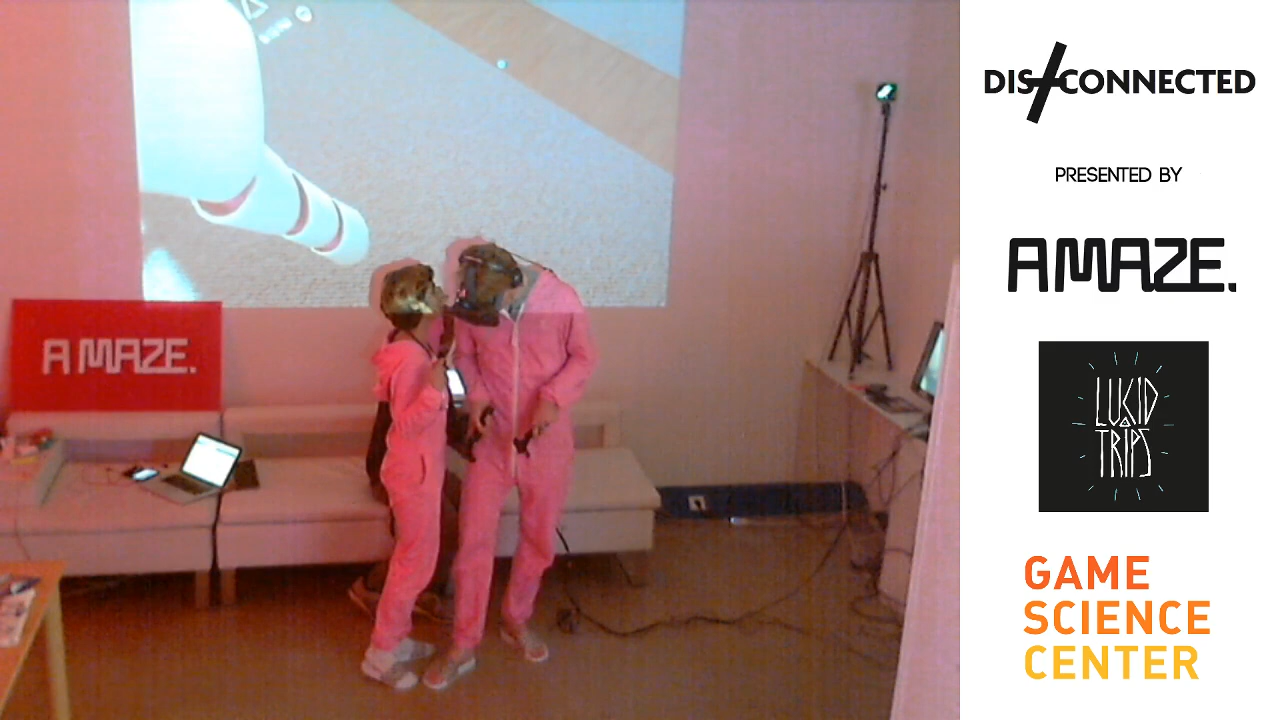 A MAZE.
DIS/CONNECTED
PRESENTED BY
A MAZE.
LUCID
TRIPS
GAME
SCIENCE
CENTER